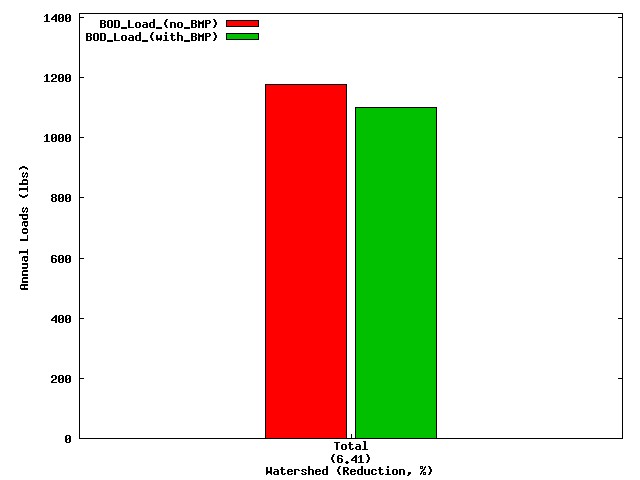 BOD_Load_(no_BMP)
BOD_Load_(with_BMP)
1400
1200
1000
800
600
400
200
0
Annual Loads (lbs)
Total
(6.41)
Watershed (Reduction, %)